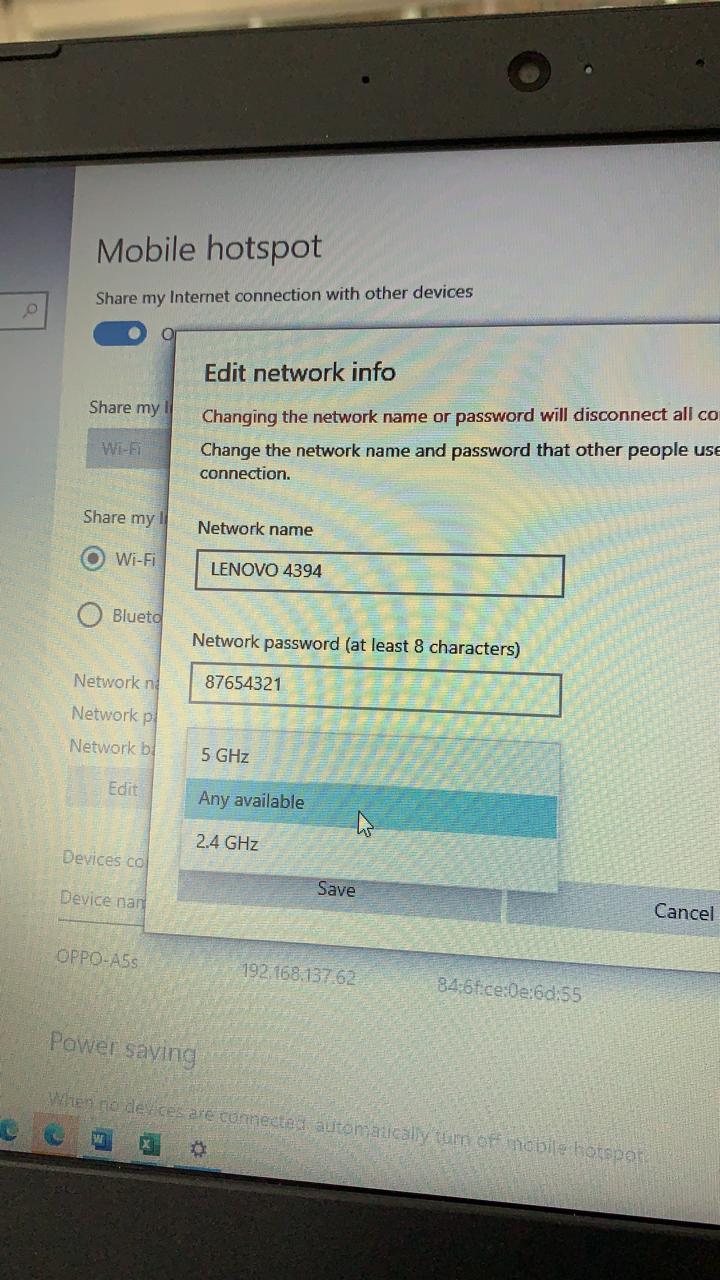 Mobile hotspot
Share my Internet connection with other devices
Edit network info
Changing the network name or password will disconnect all
Share my
Wi-Fi
Change the network name and password that other people use
connection.
Share my
Network name
Wi-Fi
LENOVO 4394
Network password (at least 8 characters)
Network
87654321
Network
Network
5 GHz
Edit
Any available
2.4 GHz
Devices
Save
Cancel
Device
OPPO-A5s
192.168.137.62
84:6f:ce:0e:6d:55
Power saving
When no devices are connected, automatically turn off mobile hotspot.